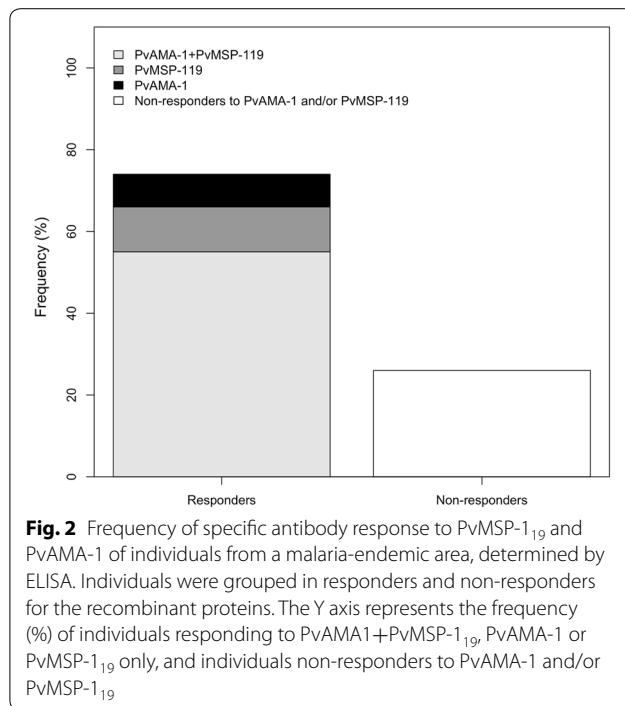 PvAMA-1+PvMSP-119
PvMSP-119
PvAMA-1
Non-responders to PvAMA-1 and/or PvMSP-119
Frequency (%)
100
80
60
40
20
0
Responders
Non-responders
Fig. 2 Frequency of specific antibody response to PvMSP-1₁₉ and
PvAMA-1 of individuals from a malaria-endemic area, determined by
ELISA. Individuals were grouped in responders and non-responders
for the recombinant proteins. The Y axis represents the frequency
(%) of individuals responding to PvAMA1+PvMSP-1₁₉, PvAMA-1 or
PvMSP-1₁₉ only, and individuals non-responders to PvAMA-1 and/or
PvMSP-1₁₉